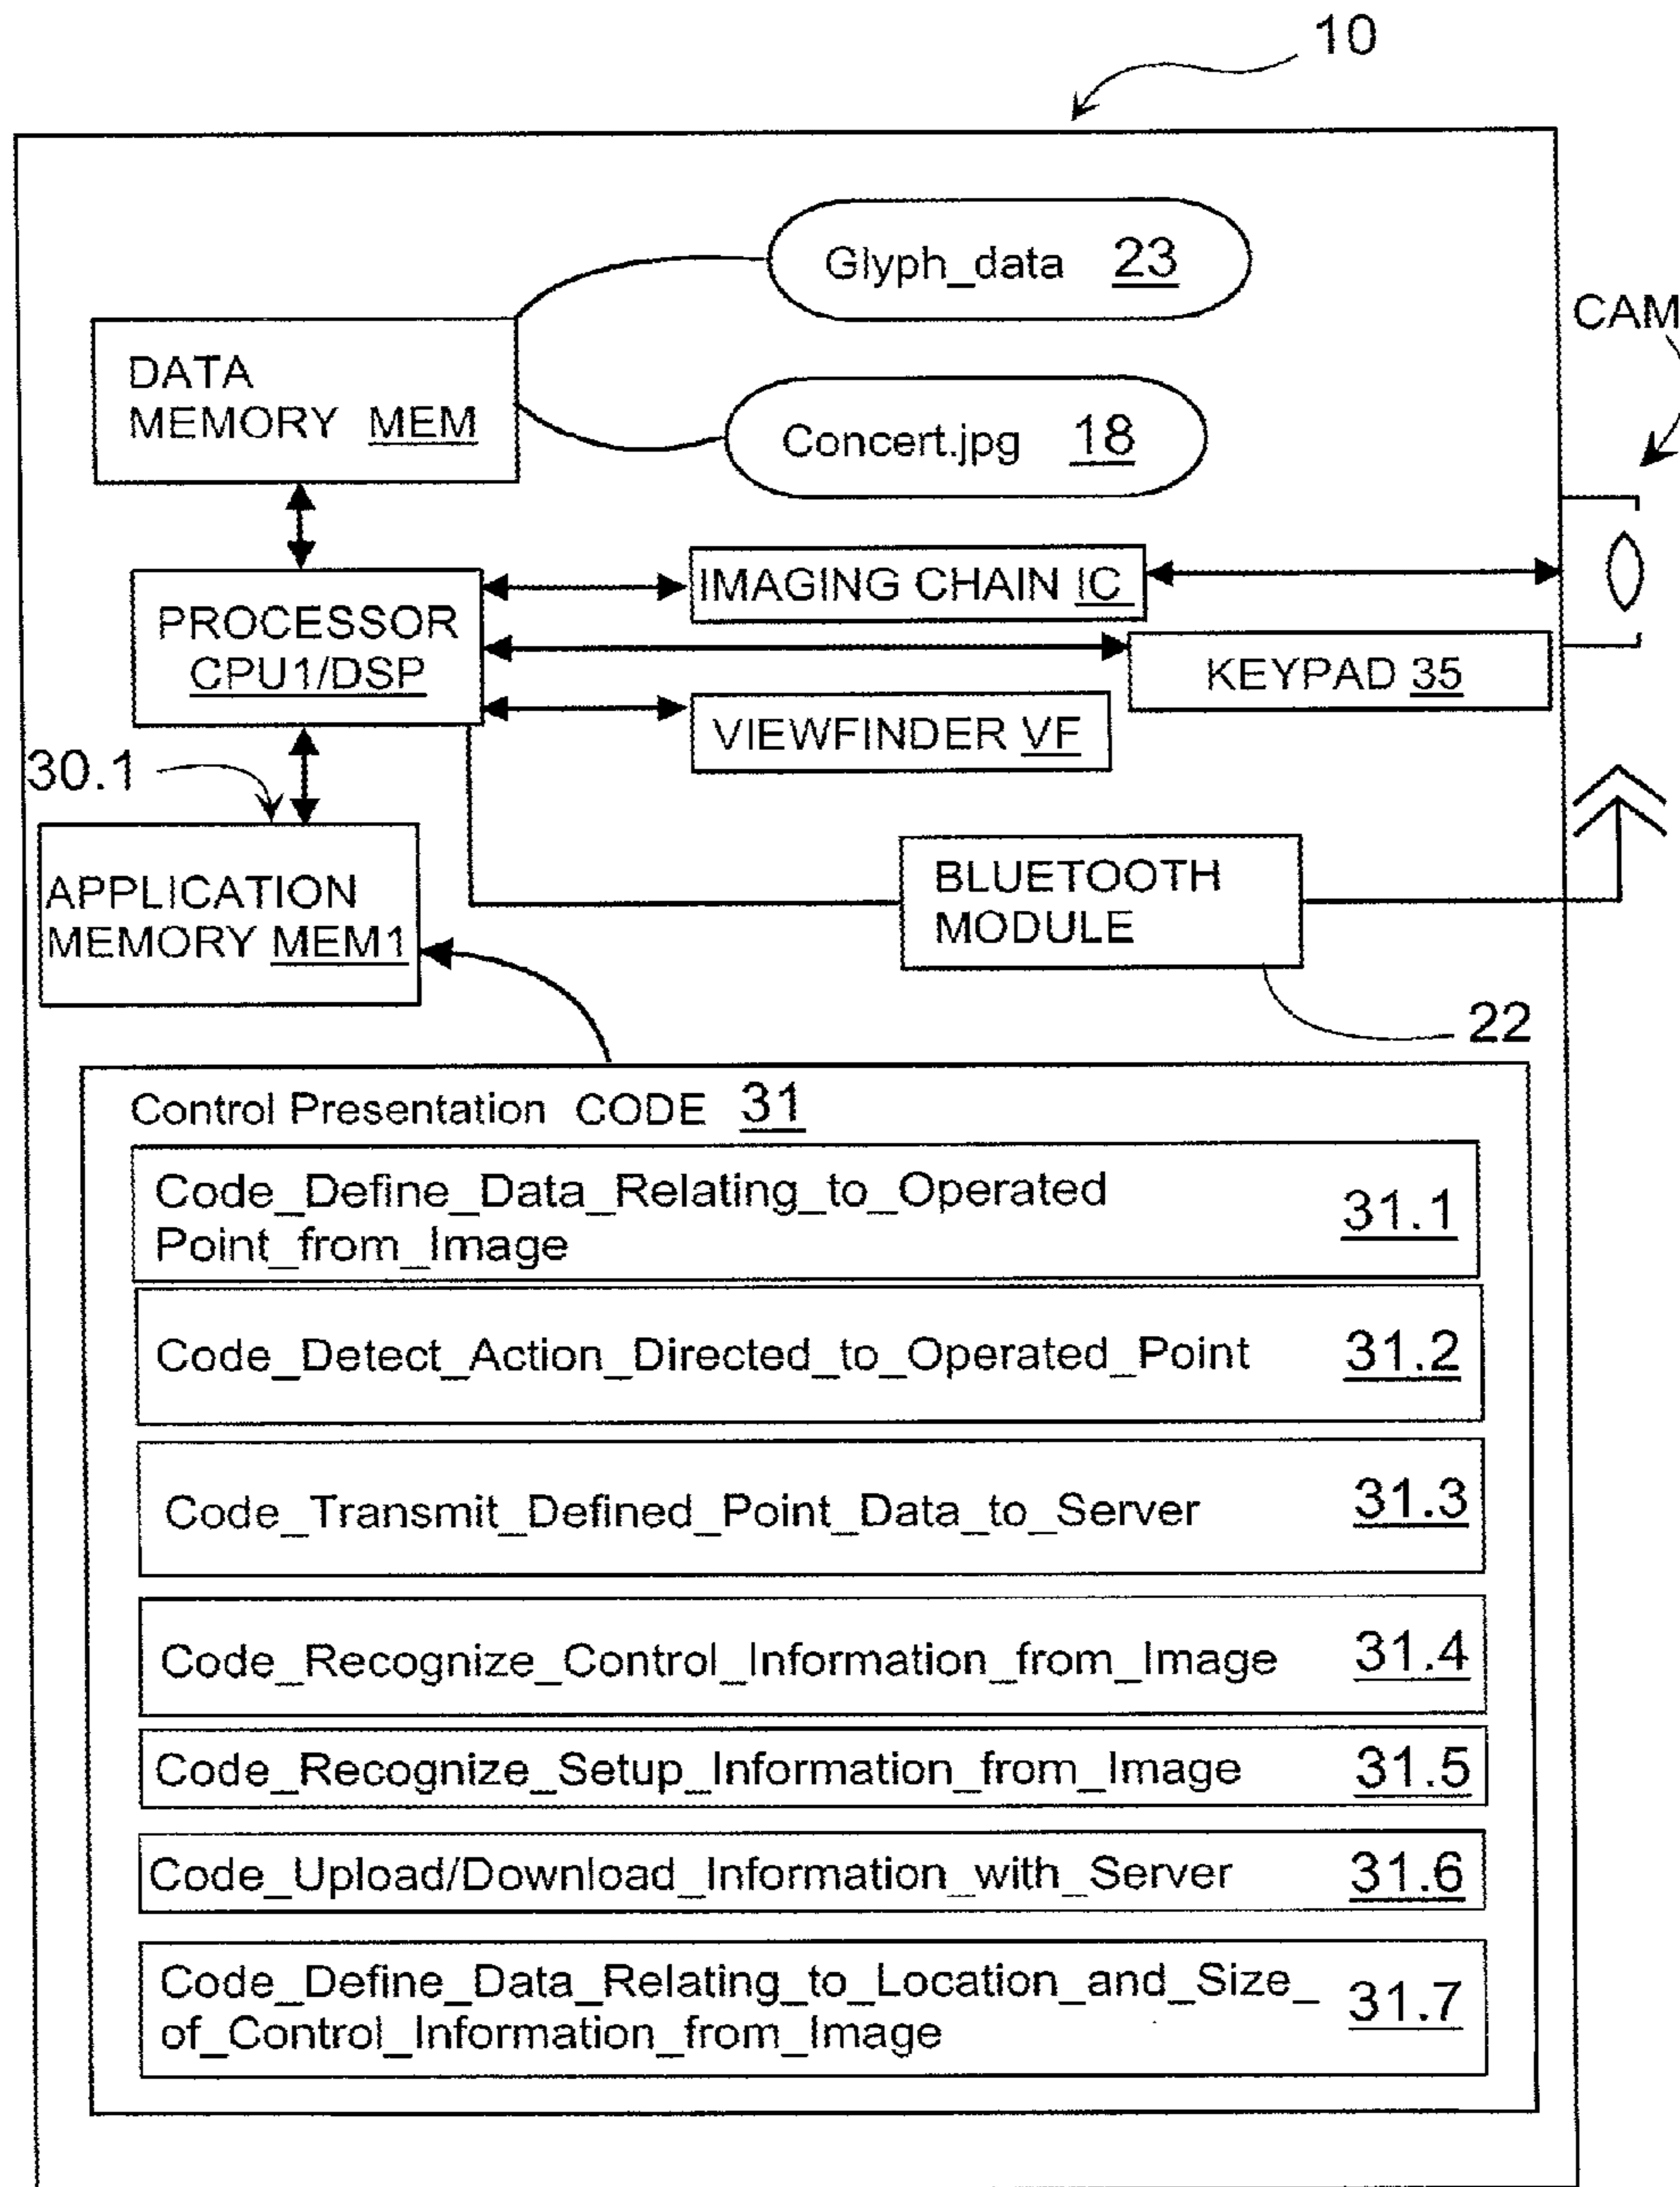 10
Glyph_data 23
CAM
DATA
MEMORY MEM
Concert.jpg 18
IMAGING CHAIN IC
PROCESSOR
CPU1/DSP
KEYPAD 35
VIEWFINDER VF
30.1
APPLICATION
MEMORY MEM1
BLUETOOTH
MODULE
22
Control Presentation CODE 31
Code_Define_Data_Relating_to_Operated
Point_from_Image 31.1
Code_Detect_Action_Directed_to_Operated_Point 31.2
Code_Transmit_Defined_Point_Data_to_Server 31.3
Code_Recognize_Control_Information_from_Image 31.4
Code_Recognize_Setup_Information_from_Image 31.5
Code_Upload/Download_Information_with_Server 31.6
Code_Define_Data_Relating_to_Location_and_Size_
of_Control_Information_from_Image 31.7